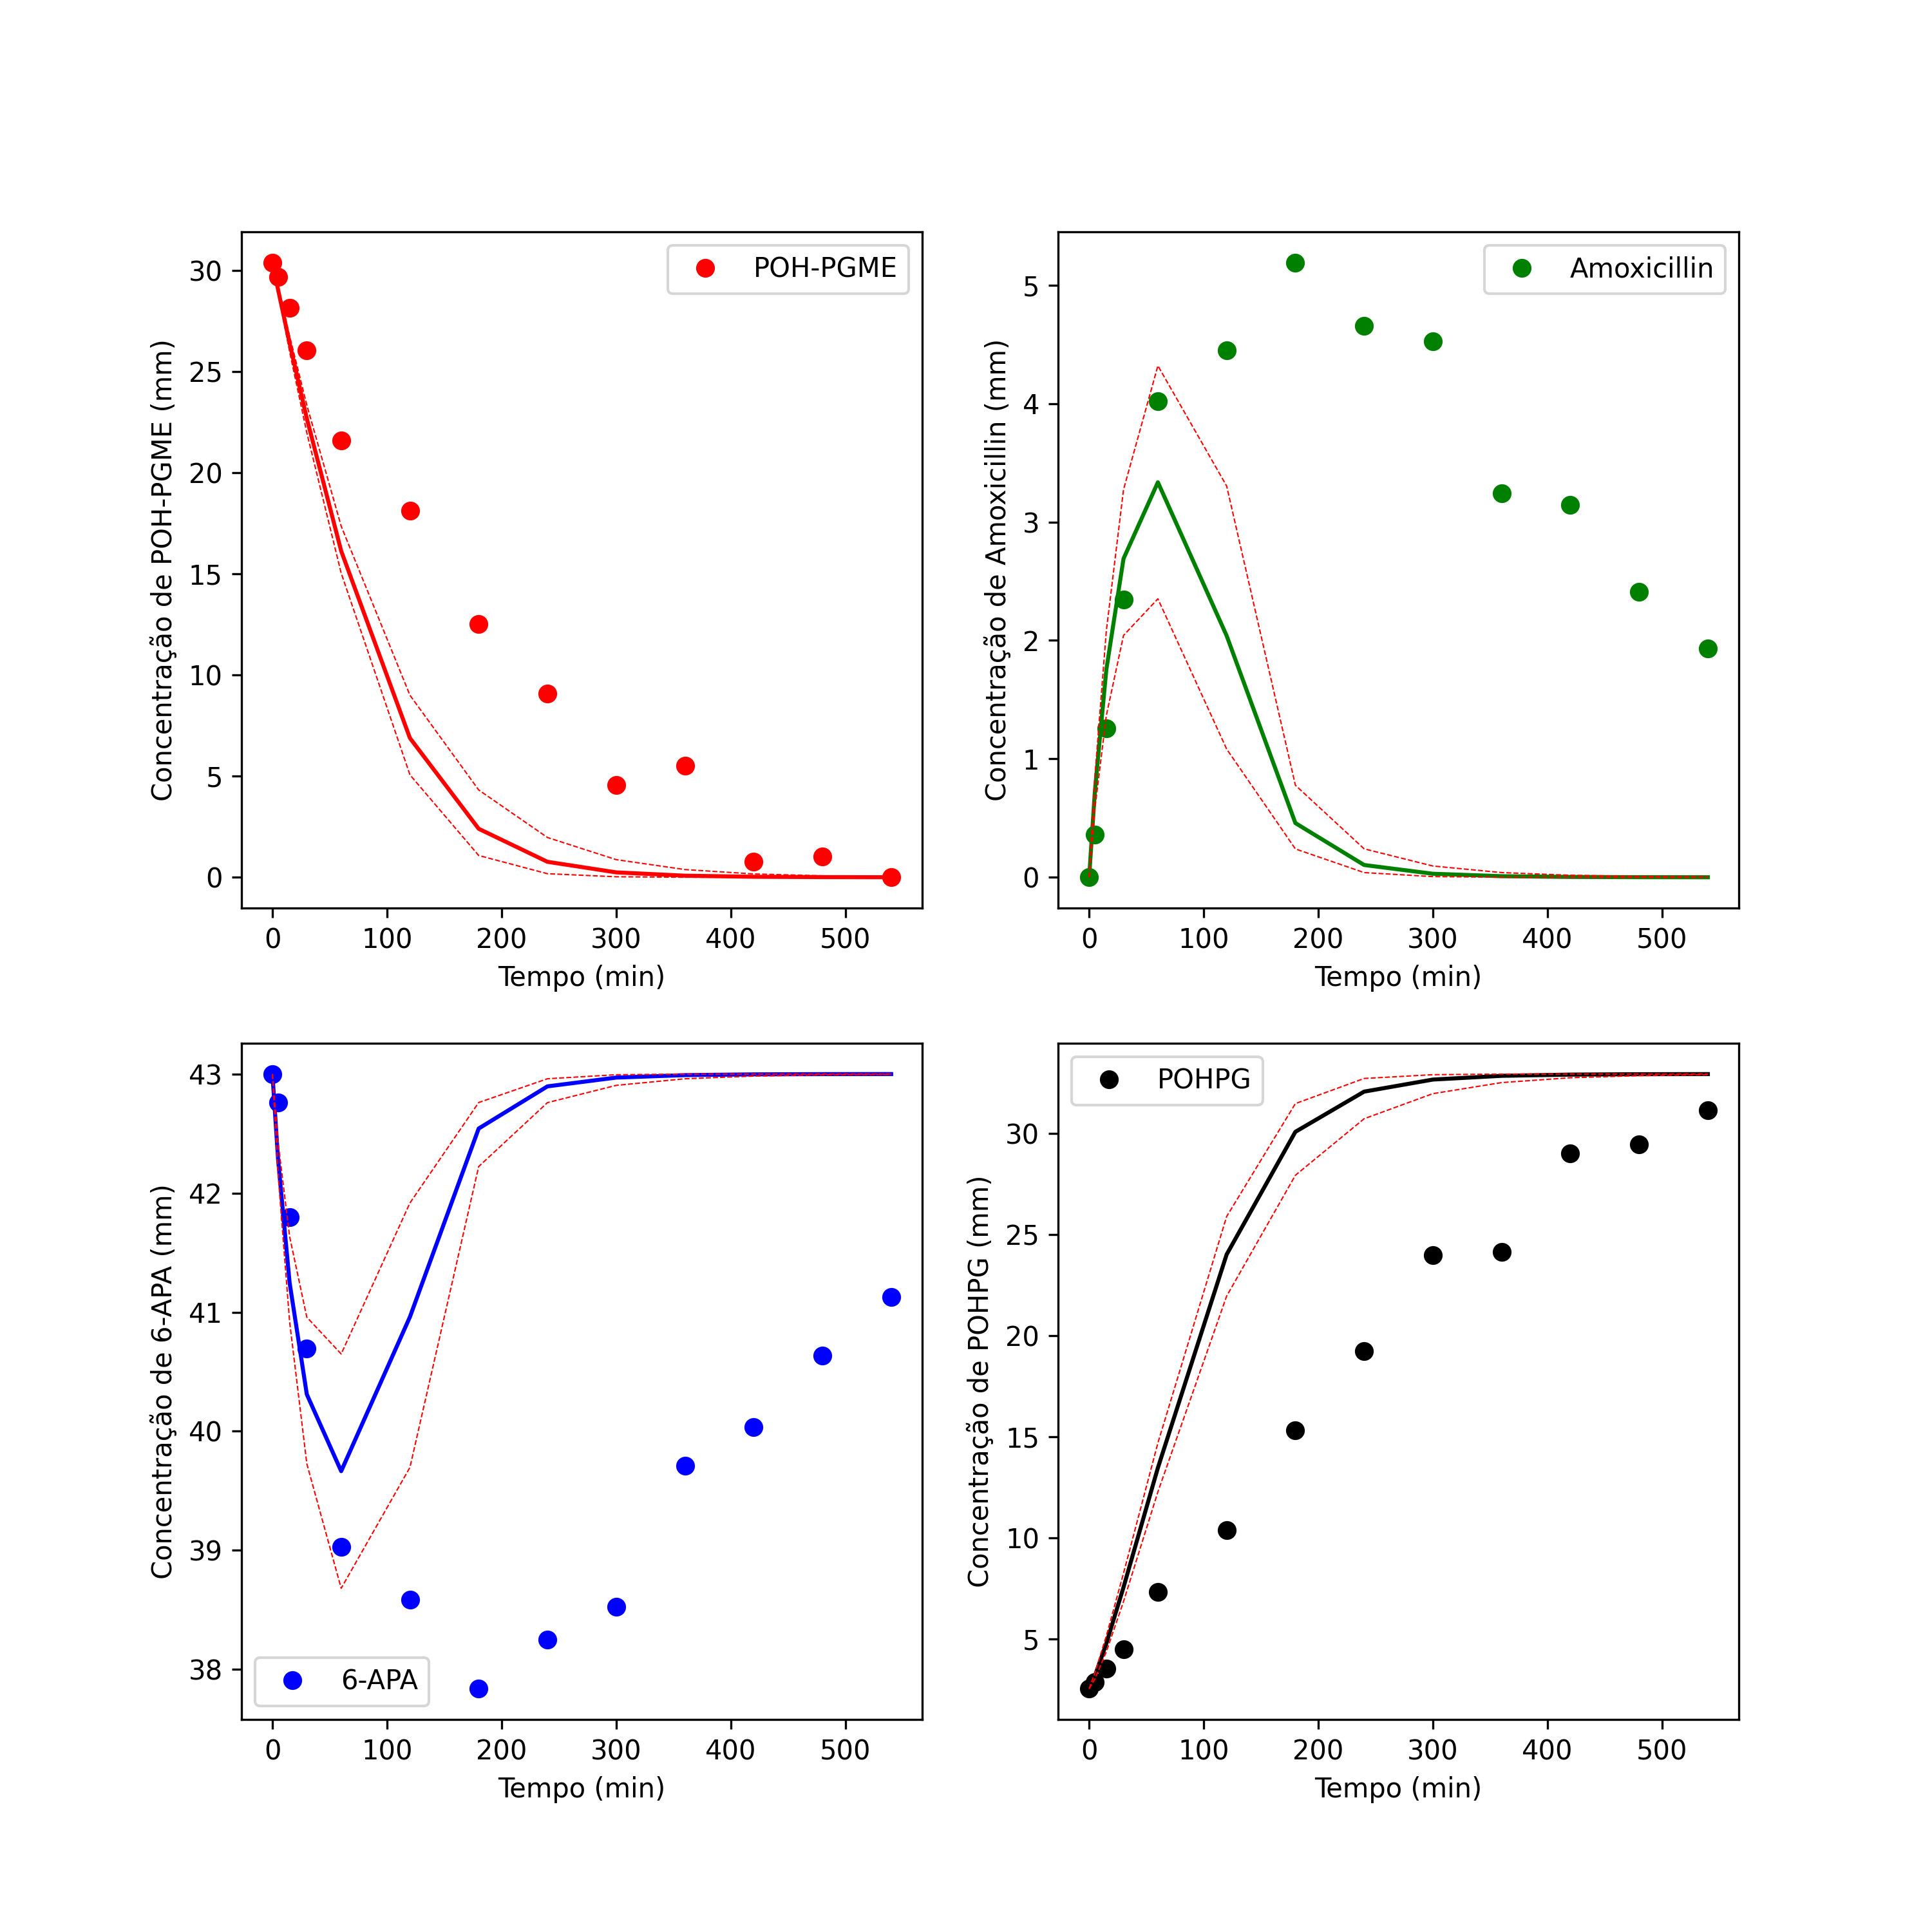 Concentração de POH-PGME (mm)
30
25
20
15
10
5
0
POH-PGME
0 100 200 300 400 500
Tempo (min)
Concentração de Amoxicillin (mm)
5
4
3
2
1
0
Amoxicillin
0 100 200 300 400 500
Tempo (min)
Concentração de 6-APA (mm)
43
42
41
40
39
38
6-APA
0 100 200 300 400 500
Tempo (min)
Concentração de POHPG (mm)
30
25
20
15
10
5
POHPG
0 100 200 300 400 500
Tempo (min)